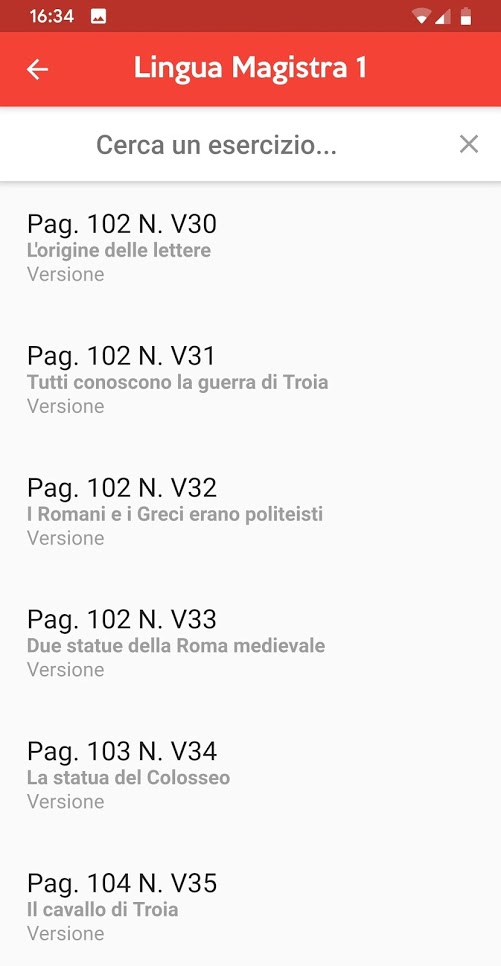 16:34
Lingua Magistra 1
Cerca un esercizio...
Pag. 102 N. V30
L'origine delle lettere
Versione
Pag. 102 N. V31
Tutti conoscono la guerra di Troia
Versione
Pag. 102 N. V32
I Romani e i Greci erano politeisti
Versione
Pag. 102 N. V33
Due statue della Roma medievale
Versione
Pag. 103 N. V34
La statua del Colosseo
Versione
Pag. 104 N. V35
Il cavallo di Troia
Versione